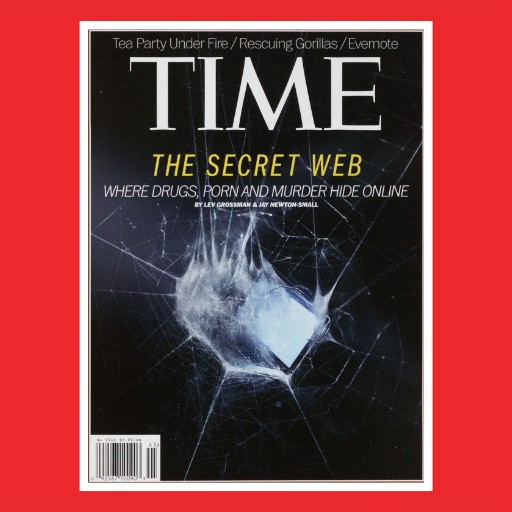 Tea Party Under Fire / Rescuing Gorillas / Evernote
TIME
THE SECRET WEB
WHERE DRUGS, PORN AND MURDER HIDE ONLINE
BY LEV GROSSMAN & JAY NEWTON-SMALL